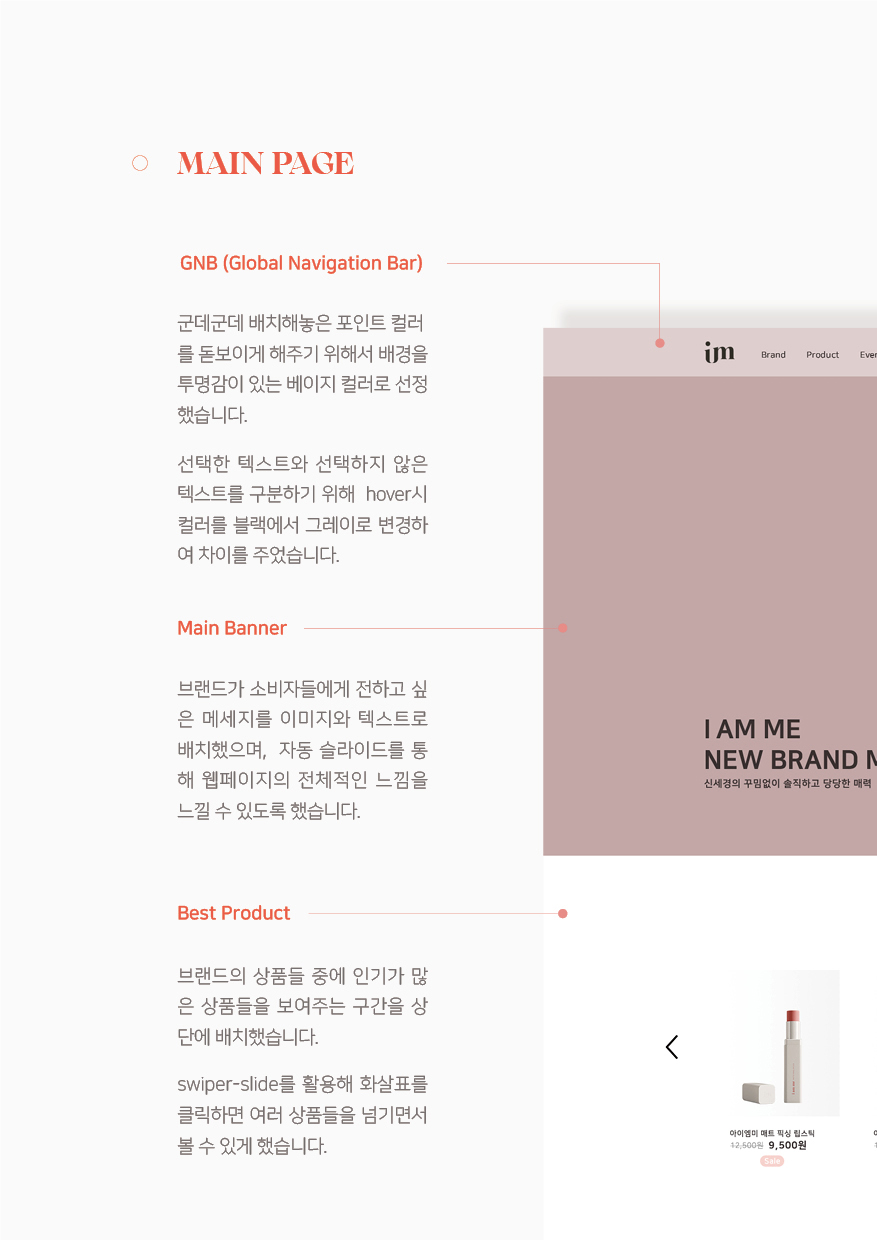 MAIN PAGE
GNB (Global Navigation Bar)
군데군데 배치해놓은 포인트 컬러
를 돋보이게 해주기 위해서 배경을
투명감이 있는 베이지 컬러로 선정
했습니다.
선택한 텍스트와 선택하지 않은
텍스트를 구분하기 위해 hover시
컬러를 블랙에서 그레이로 변경하
여 차이를 주었습니다.
Main Banner
브랜드가 소비자들에게 전하고 싶
은 메세지를 이미지와 텍스트로
배치했으며, 자동 슬라이드를 통
해 웹페이지의 전체적인 느낌을
느낄 수 있도록 했습니다.
Best Product
브랜드의 상품들 중에 인기가 많
은 상품들을 보여주는 구간을 상
단에 배치했습니다.
swiper-slide를 활용해 화살표를
클릭하면 여러 상품들을 넘기면서
볼 수 있게 했습니다.
im Brand Product
I AM ME
NEW BRAND
신세경의 꾸밈없이 솔직하고 당당한 매력
아이엠미 매트 픽싱 립스틱
12,500원 9,500원
Sale